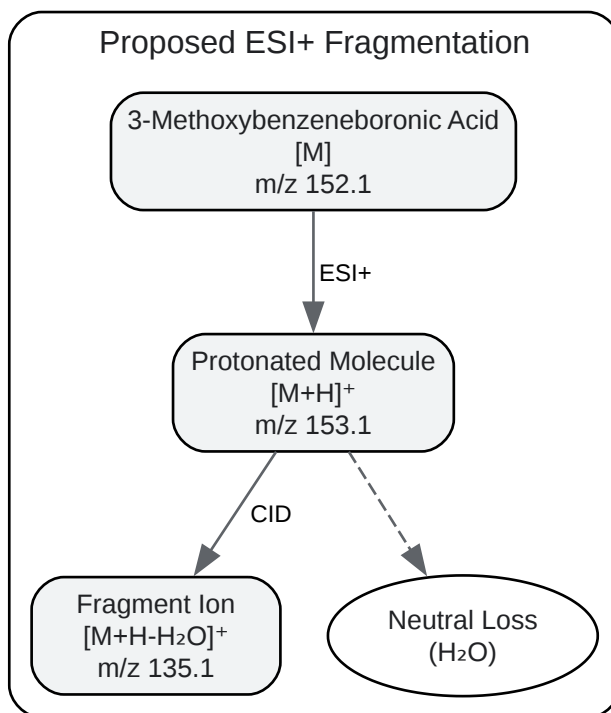 Proposed ESI+ Fragmentation
3-Methoxybenzeneboronic Acid
[M]
m/z 152.1
ESI+
Protonated Molecule
[M+H]⁺
m/z 153.1
CID
Fragment Ion
[M+H-H₂O]⁺
m/z 135.1
Neutral Loss
(H₂O)